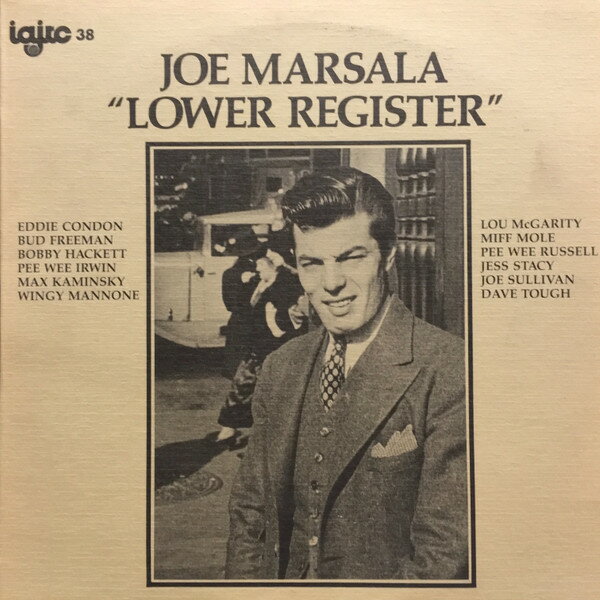 iajrc 38
JOE MARSALA
“LOWER REGISTER”
EDDIE CONDON
BUD FREEMAN
BOBBY HACKETT
PEE WEE IRWIN
MAX KAMINSKY
WINGY MANNONE
LOU McGARITY
MIFF MOLE
PEE WEE RUSSELL
JESS STACY
JOE SULLIVAN
DAVE TOUGH